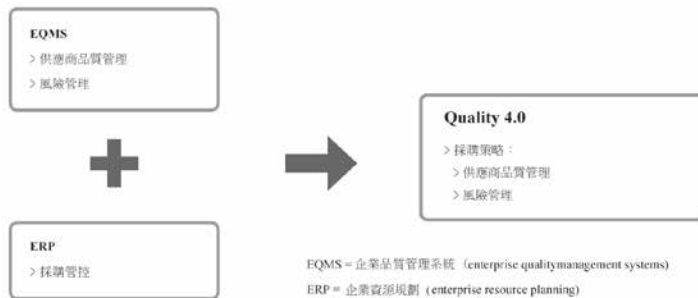 EQMS
> 供應商品質管理
> 風險管理
ERP
> 採購管控
Quality 4.0
> 採購策略：
> 供應商品質管理
> 風險管理
EQMS = 企業品質管理系統（enterprise qualitymanagement systems)
ERP = 企業資源規劃（enterprise resource planning)